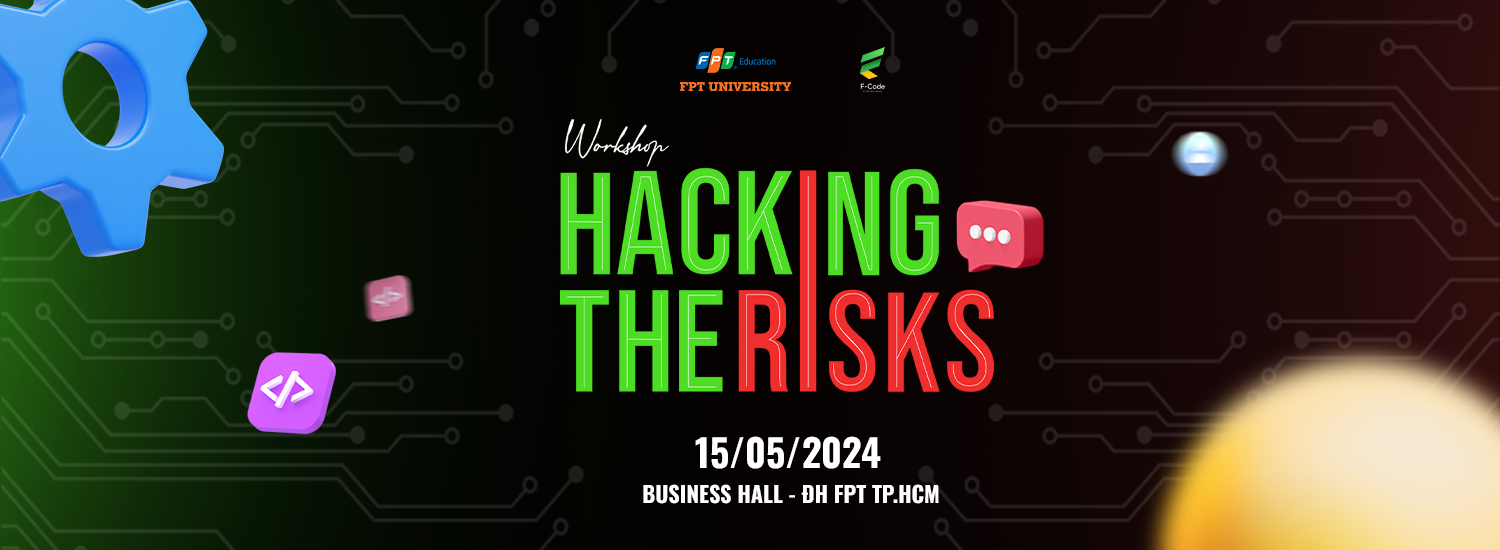 FPT Education
FPT UNIVERSITY
F-Code
Workshop
HACKING
THE RISKS
15/05/2024
BUSINESS HALL - ĐH FPT TP.HCM